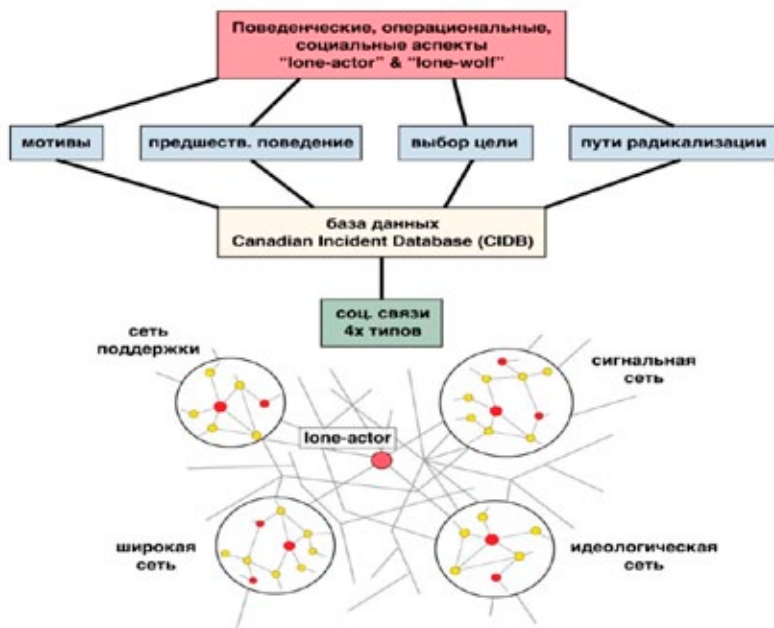 Поведенческие, операциональные,
социальные аспекты
“lone-actor” & “lone-wolf”
мотивы
предшеств. поведение
выбор цели
пути радикализации
база данных
Canadian Incident Database (CIDB)
соц. связи
4х типов
сеть
поддержки
сигнальная
сеть
lone-actor
широкая
сеть
идеологическая
сеть